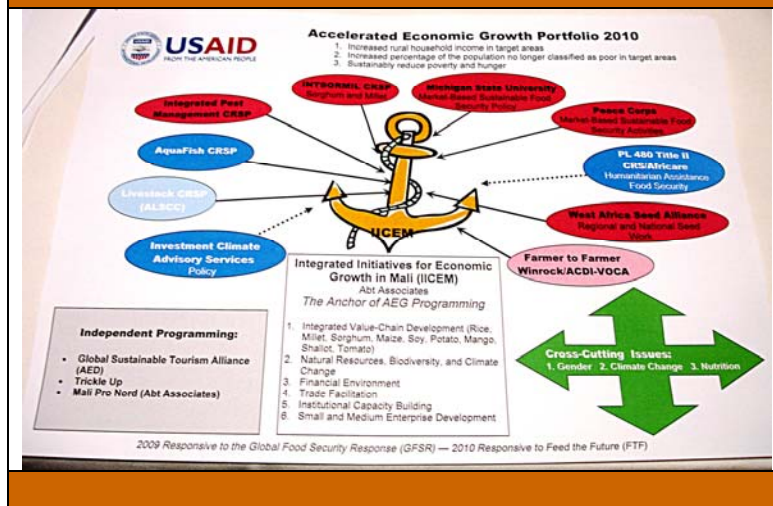 USAID
FROM THE AMERICAN PEOPLE
Accelerated Economic Growth Portfolio 2010
1. Increased rural household income in target areas
2. Increased percentage of the population no longer classified as poor in target areas
3. Sustainably reduce poverty and hunger
INTSORMIL CRSP
Sorghum and Millet
Michigan State University
Market-Based Sustainable Food
Security Policy
Integrated Pest
Management CRSP
Peace Corps
Market-Based Sustainable Food
Security Activities
AquaFish CRSP
PL 480 Title II
CRS/Africare
Humanitarian Assistance
Food Security
Livestock CRSP
(ALSCC)
West Africa Seed Alliance
Regional and National Seed
Work
IICEM
Investment Climate
Advisory Services
Policy
Farmer to Farmer
Winrock/ACDI-VOCA
Integrated Initiatives for Economic
Growth in Mali (IICEM)
Abt Associates
The Anchor of AEG Programming
1. Integrated Value-Chain Development (Rice,
Millet, Sorghum, Maize, Soy, Potato, Mango,
Shallot, Tomato)
2. Natural Resources, Biodiversity, and Climate
Change
3. Financial Environment
4. Trade Facilitation
5. Institutional Capacity Building
6. Small and Medium Enterprise Development
Independent Programming:
• Global Sustainable Tourism Alliance
(AED)
• Trickle Up
• Mali Pro Nord (Abt Associates)
Cross-Cutting Issues:
1. Gender 2. Climate Change 3. Nutrition
2009 Responsive to the Global Food Security Response (GFSR) — 2010 Responsive to Feed the Future (FTF)